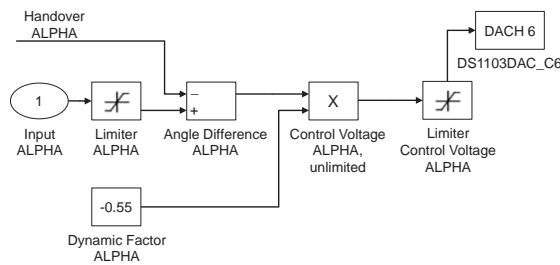 Handover
ALPHA
DACH 6
DS1103DAC_C6
1
−
+
X
Input
ALPHA
Limiter
ALPHA
Angle Difference
ALPHA
Control Voltage
ALPHA,
unlimited
Limiter
Control Voltage
ALPHA
-0.55
Dynamic Factor
ALPHA